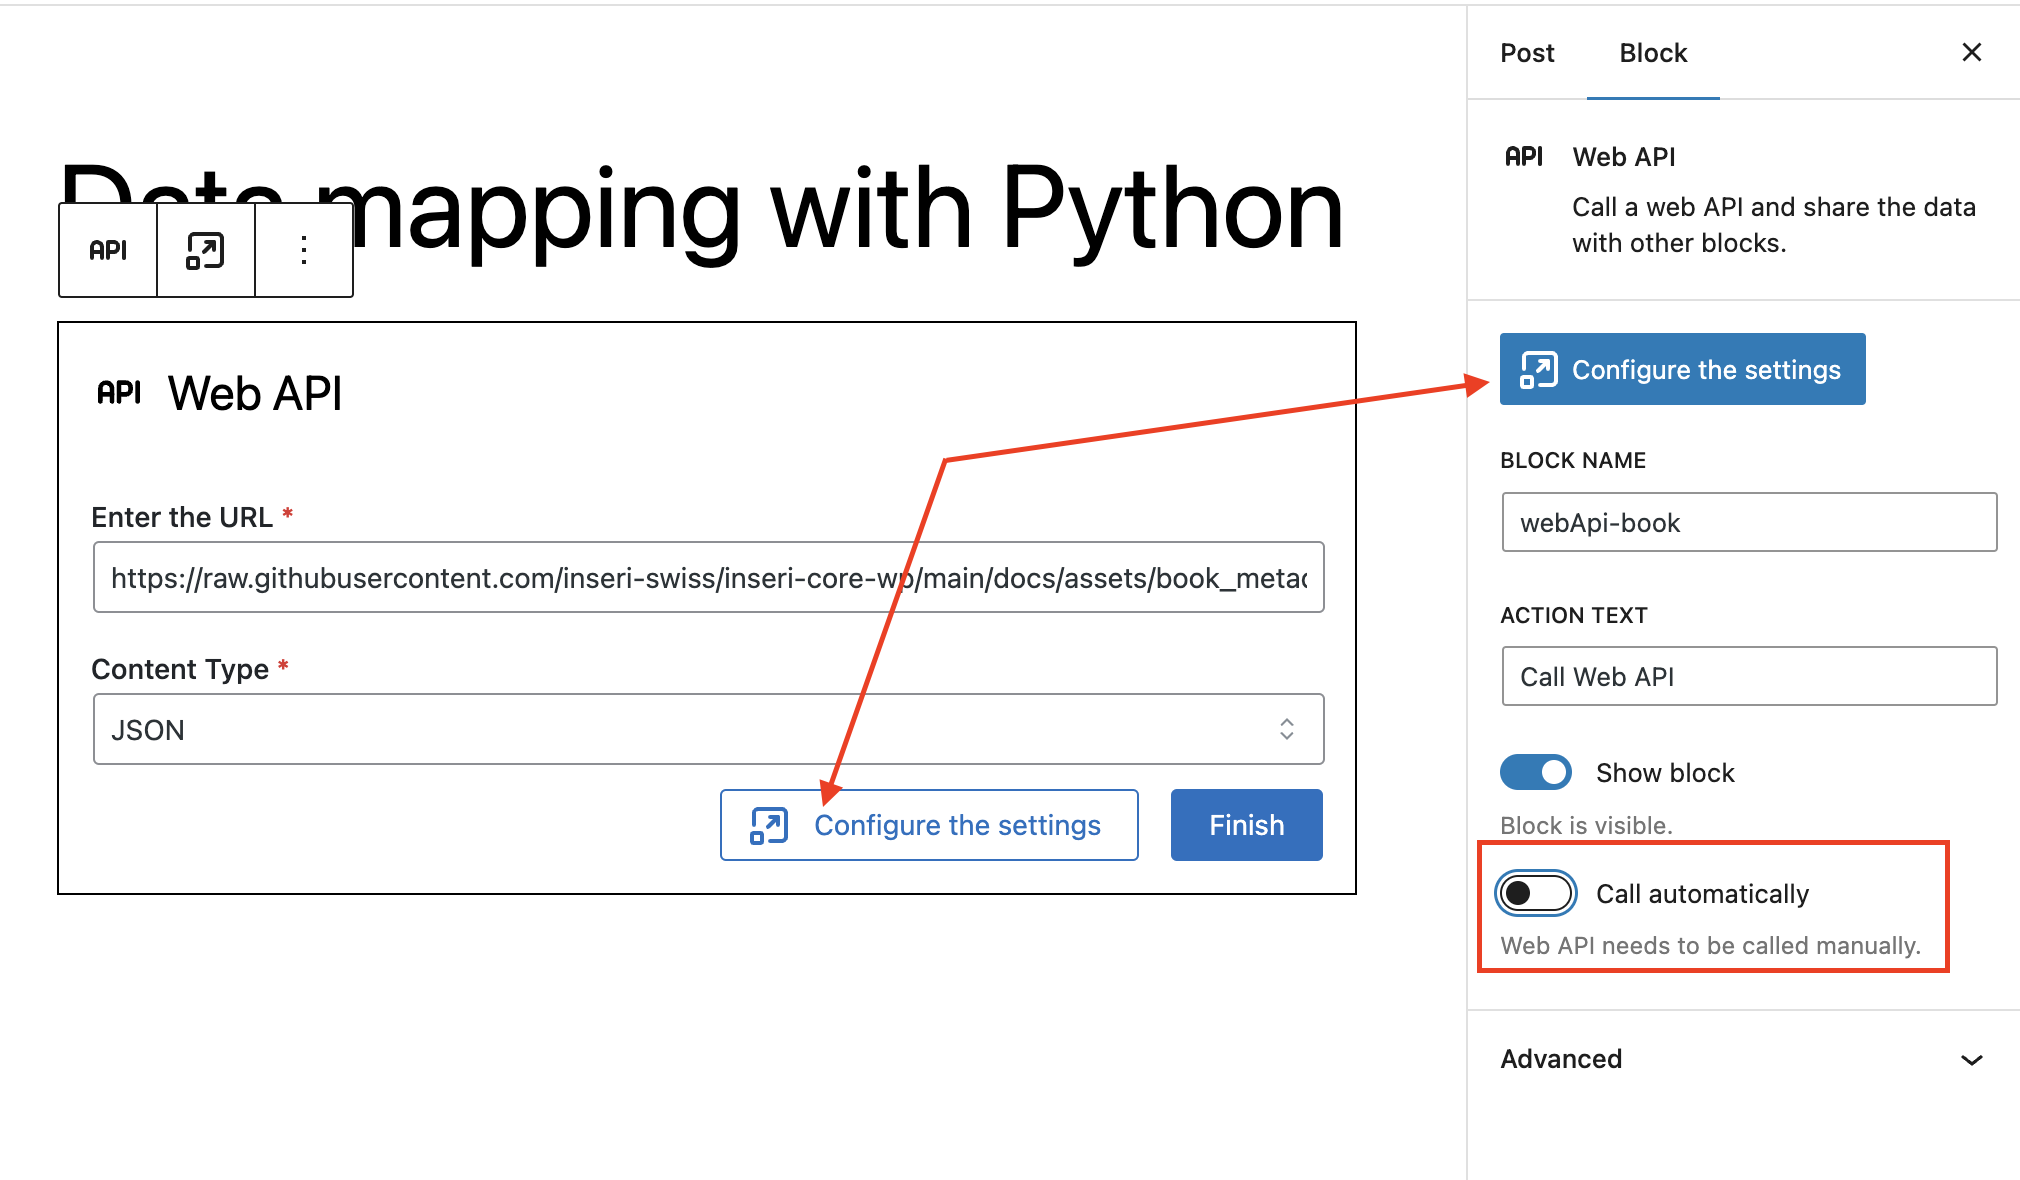 Data mapping with Python
API
API Web API
Enter the URL *
https://raw.githubusercontent.com/inseri-swiss/inseri-core-wp/main/docs/assets/book_metac
Content Type *
JSON
Configure the settings
Finish
Post
Block
API Web API
Call a web API and share the data
with other blocks.
Configure the settings
BLOCK NAME
webApi-book
ACTION TEXT
Call Web API
Show block
Block is visible.
Call automatically
Web API needs to be called manually.
Advanced